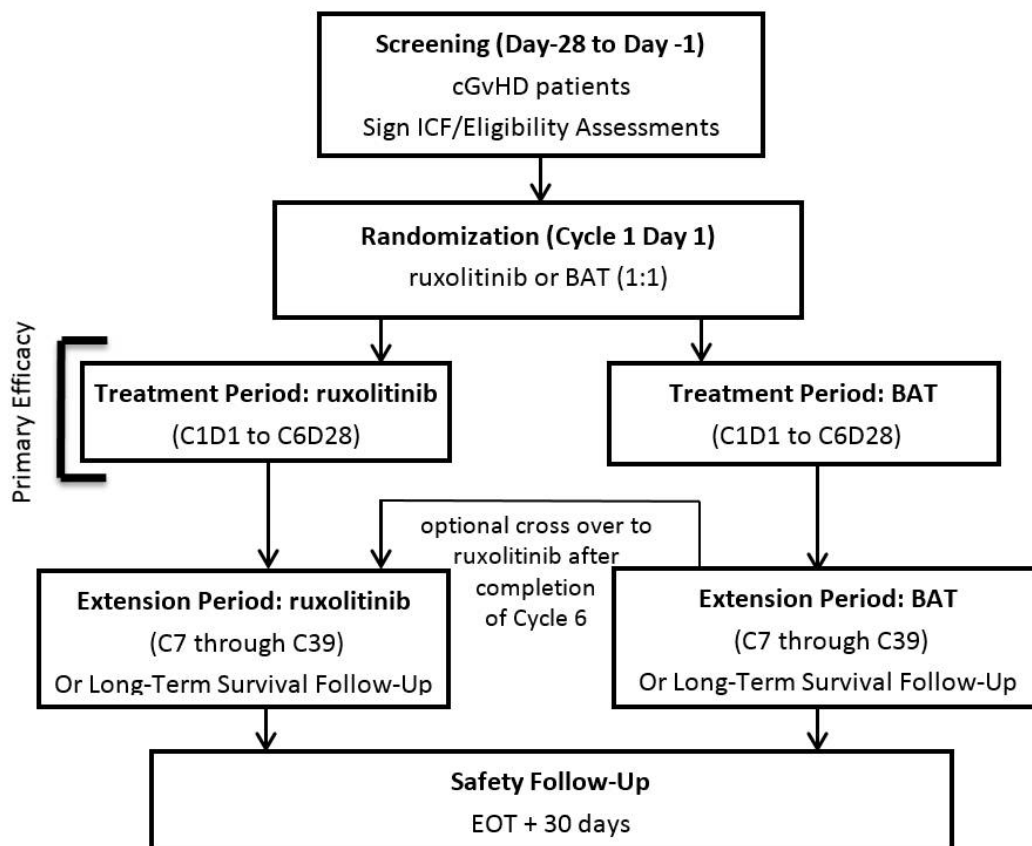 Screening (Day-28 to Day -1)
cGvHD patients
Sign ICF/Eligibility Assessments
Randomization (Cycle 1 Day 1)
ruxolitinib or BAT (1:1)
Primary Efficacy
Treatment Period: ruxolitinib
(C1D1 to C6D28)
Treatment Period: BAT
(C1D1 to C6D28)
optional cross over to
ruxolitinib after
completion
of Cycle 6
Extension Period: ruxolitinib
(C7 through C39)
Or Long-Term Survival Follow-Up
Extension Period: BAT
(C7 through C39)
Or Long-Term Survival Follow-Up
Safety Follow-Up
EOT + 30 days